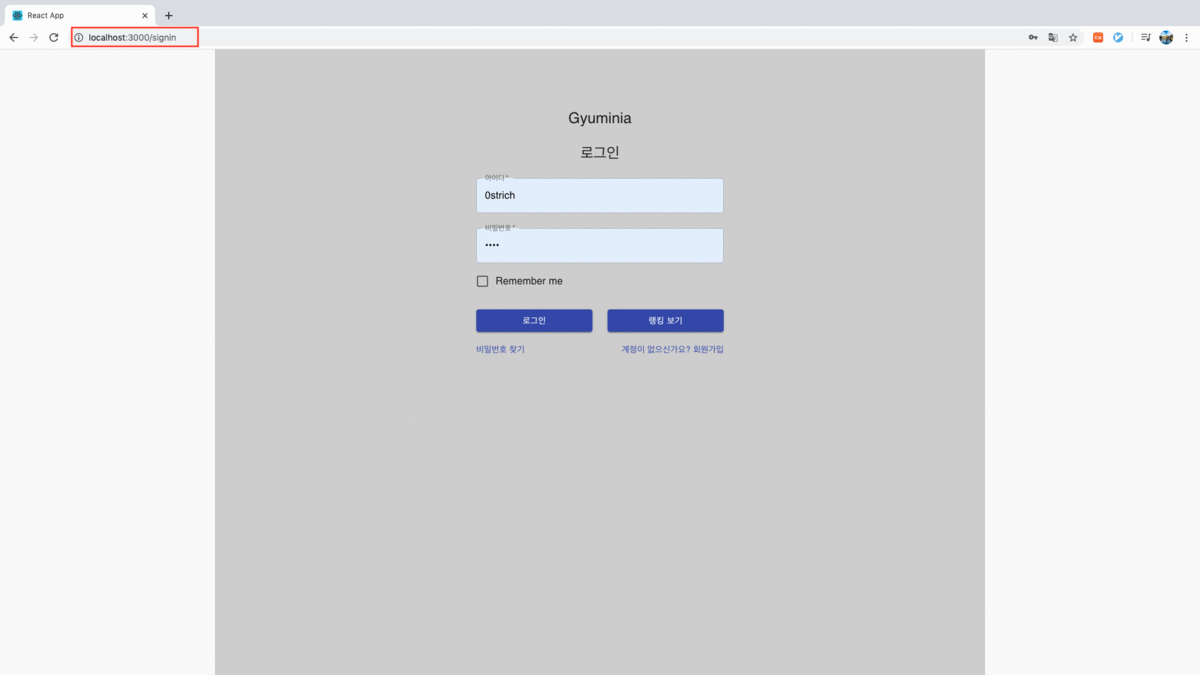 React App
localhost:3000/signin
Gyuminia
로그인
아이디 *
0strich
비밀번호 *
••••
Remember me
로그인 랭킹 보기
비밀번호 찾기 계정이 없으신가요? 회원가입